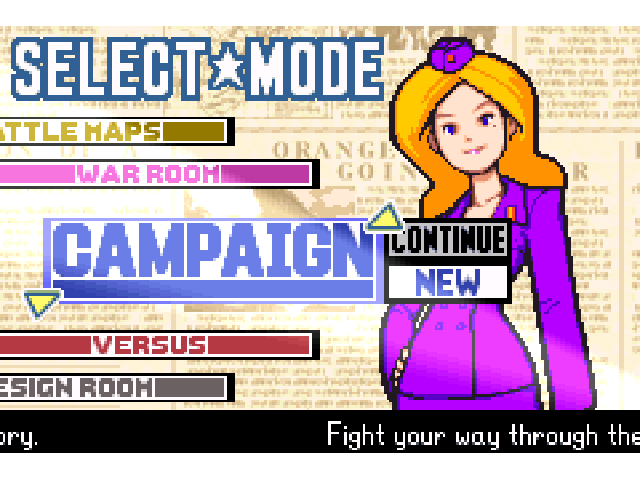 SELECT★MODE
ATTLE MAPS
ORANGE
WAR ROOM
GOIN R
CAMPAIGN
CONTINUE
NEW
VERSUS
ESIGN ROOM
ory. Fight your way through the